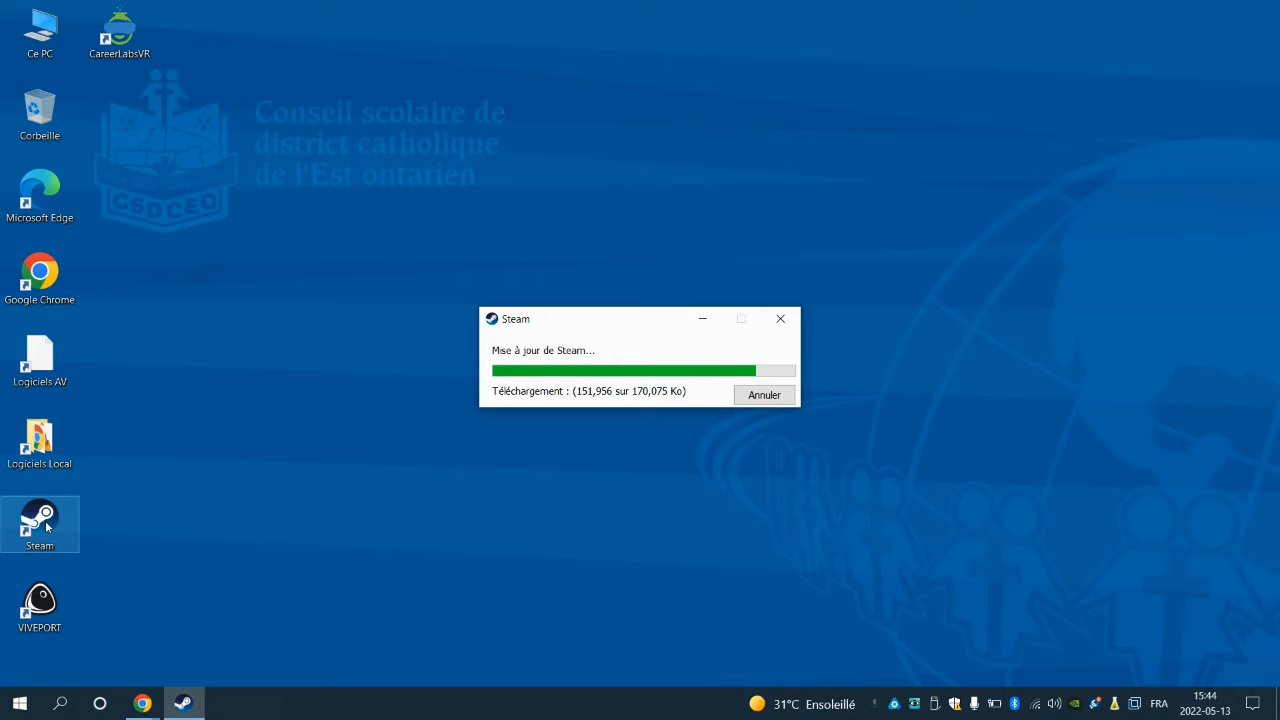 Ce PC
CareerLabsVR
Corbeille
Microsoft Edge
Google Chrome
Logiciels AV
Logiciels Local
Steam
VIVEPORT
Conseil scolaire de
district catholique
de l'Est ontarien
CSDCEO
Steam
Mise à jour de Steam...
Téléchargement : (151,956 sur 170,075 Ko)
Annuler
31°C Ensoleillé
FRA
15:44
2022-05-13